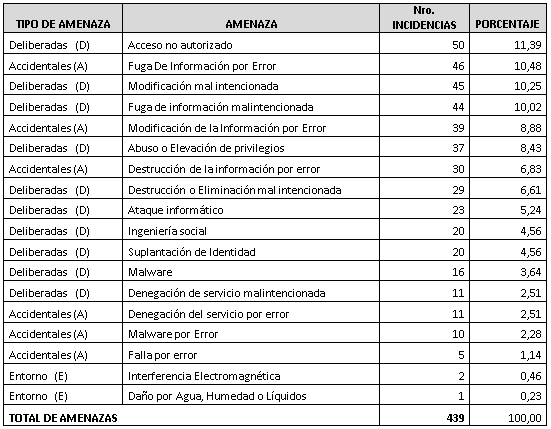 TIPO DE AMENAZA AMENAZA Nro. INCIDENCIAS PORCENTAJE
Deliberadas (D) Acceso no autorizado 50 11,39
Accidentales (A) Fuga De Información por Error 46 10,48
Deliberadas (D) Modificación mal intencionada 45 10,25
Deliberadas (D) Fuga de información malintencionada 44 10,02
Accidentales (A) Modificación de la Información por Error 39 8,88
Deliberadas (D) Abuso o Elevación de privilegios 37 8,43
Accidentales (A) Destrucción de la información por error 30 6,83
Deliberadas (D) Destrucción o Eliminación mal intencionada 29 6,61
Deliberadas (D) Ataque informático 23 5,24
Deliberadas (D) Ingeniería social 20 4,56
Deliberadas (D) Suplantación de Identidad 20 4,56
Deliberadas (D) Malware 16 3,64
Deliberadas (D) Denegación de servicio malintencionada 11 2,51
Accidentales (A) Denegación del servicio por error 11 2,51
Accidentales (A) Malware por Error 10 2,28
Accidentales (A) Falla por error 5 1,14
Entorno (E) Interferencia Electromagnética 2 0,46
Entorno (E) Daño por Agua, Humedad o Líquidos 1 0,23
TOTAL DE AMENAZAS 439 100,00